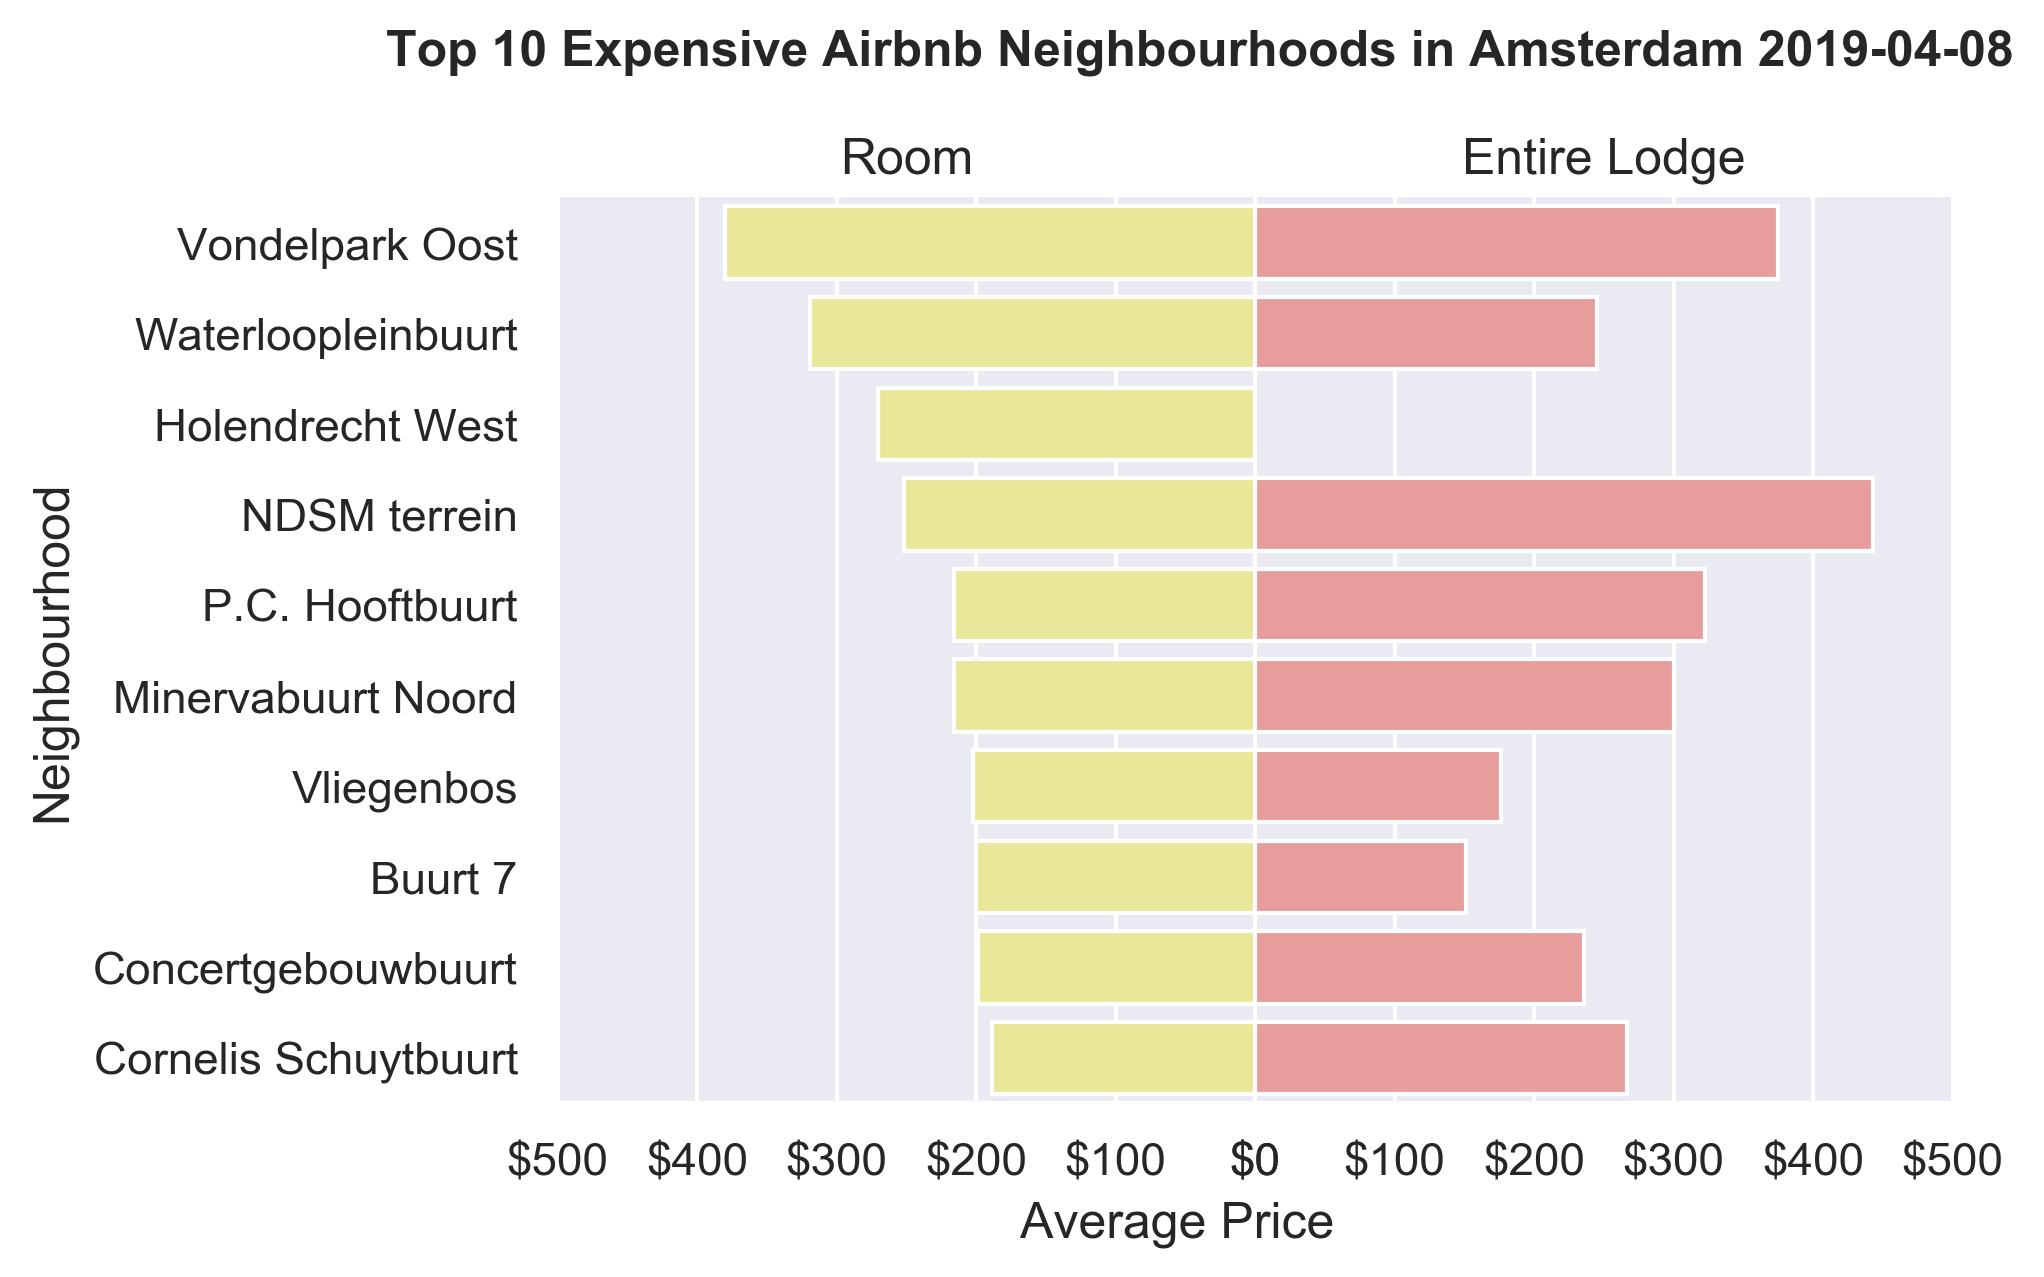 Top 10 Expensive Airbnb Neighbourhoods in Amsterdam 2019-04-08
Room Entire Lodge
Neighbourhood
Vondelpark Oost
Waterloopleinbuurt
Holendrecht West
NDSM terrein
P.C. Hooftbuurt
Minervabuurt Noord
Vliegenbos
Buurt 7
Concertgebouwbuurt
Cornelis Schuytbuurt
$500 $400 $300 $200 $100 $0 $100 $200 $300 $400 $500
Average Price